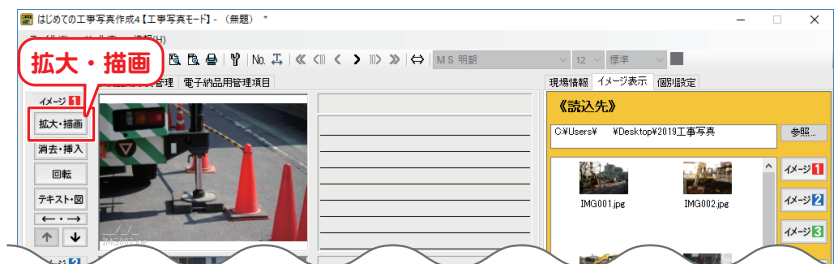 はじめての工事写真作成4【工事写真モード】-（無題） *
拡大・描画
No.
MS 明朝
12
標準
管理 電子納品用管理項目
現場情報 イメージ表示 個別設定
イメージ 1
拡大・描画
消去・挿入
回転
テキスト・図
←・→
↑ ↓
《読込先》
C:¥Users¥ ¥Desktop¥2019工事写真
参照...
IMG001.jpg
IMG002.jpg
イメージ 1
イメージ 2
イメージ 3